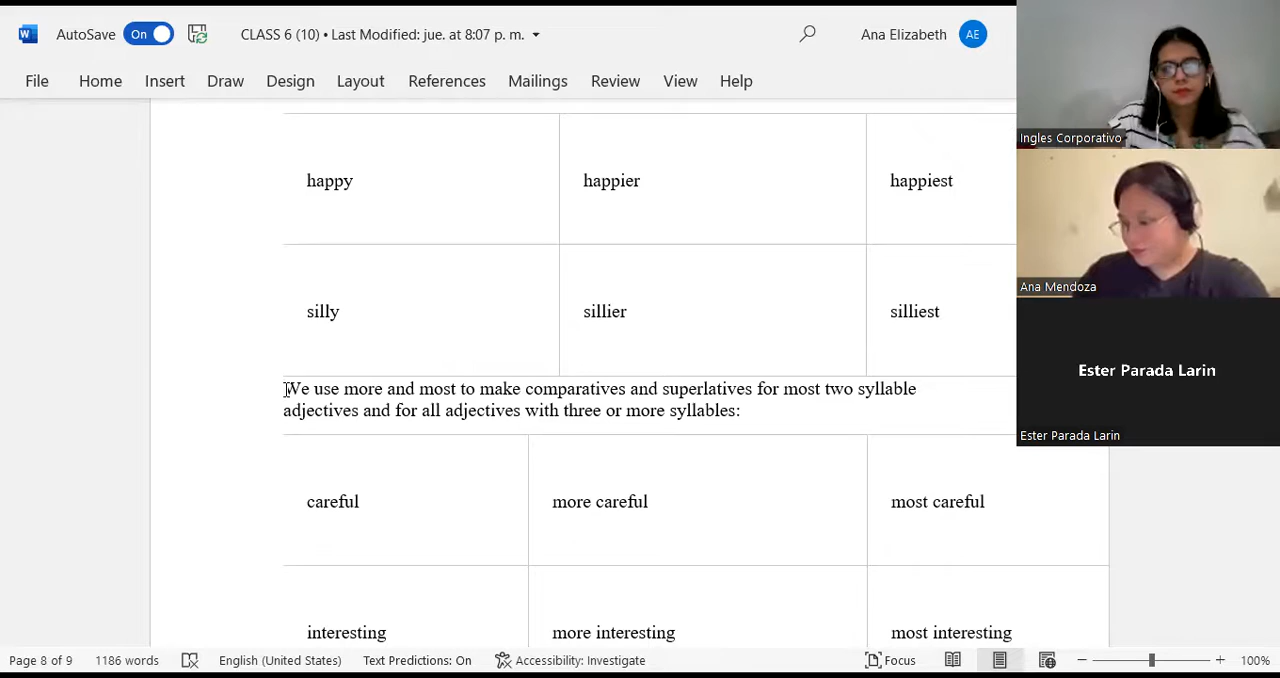 AutoSave On CLASS 6 (10) • Last Modified: jue. at 8:07 p. m. Ana Elizabeth AE
File Home Insert Draw Design Layout References Mailings Review View Help
happy happier happiest
silly sillier silliest
We use more and most to make comparatives and superlatives for most two syllable
adjectives and for all adjectives with three or more syllables:
careful more careful most careful
interesting more interesting most interesting
Page 8 of 9 1186 words English (United States) Text Predictions: On Accessibility: Investigate Focus 100%
Ingles Corporativo
Ana Mendoza
Ester Parada Larin
Ester Parada Larin